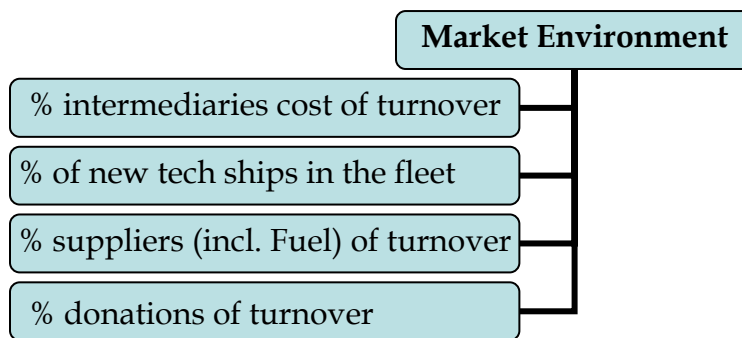 Market Environment
% intermediaries cost of turnover
% of new tech ships in the fleet
% suppliers (incl. Fuel) of turnover
% donations of turnover